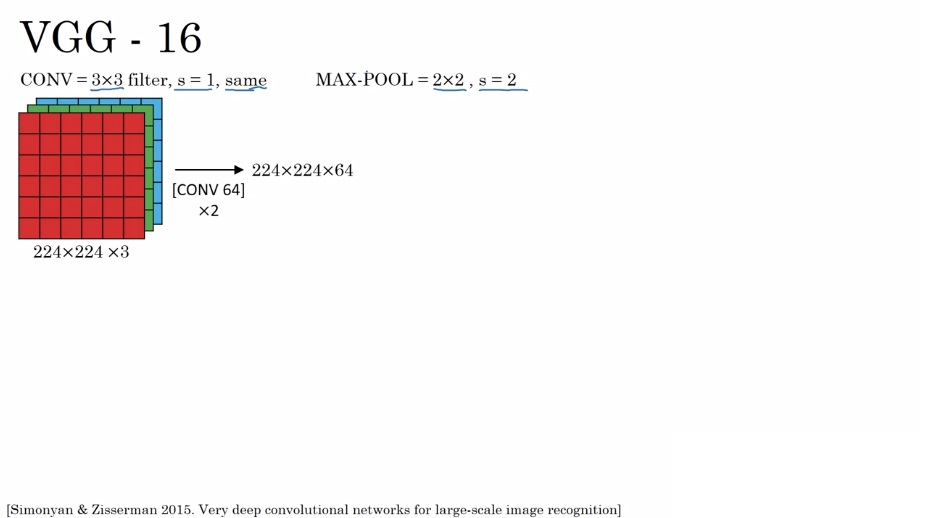 VGG - 16
CONV = 3×3 filter, s = 1, same MAX-POOL = 2×2 , s = 2
224×224×64
[CONV 64]
×2
224×224 ×3
[Simonyan & Zisserman 2015. Very deep convolutional networks for large-scale image recognition]